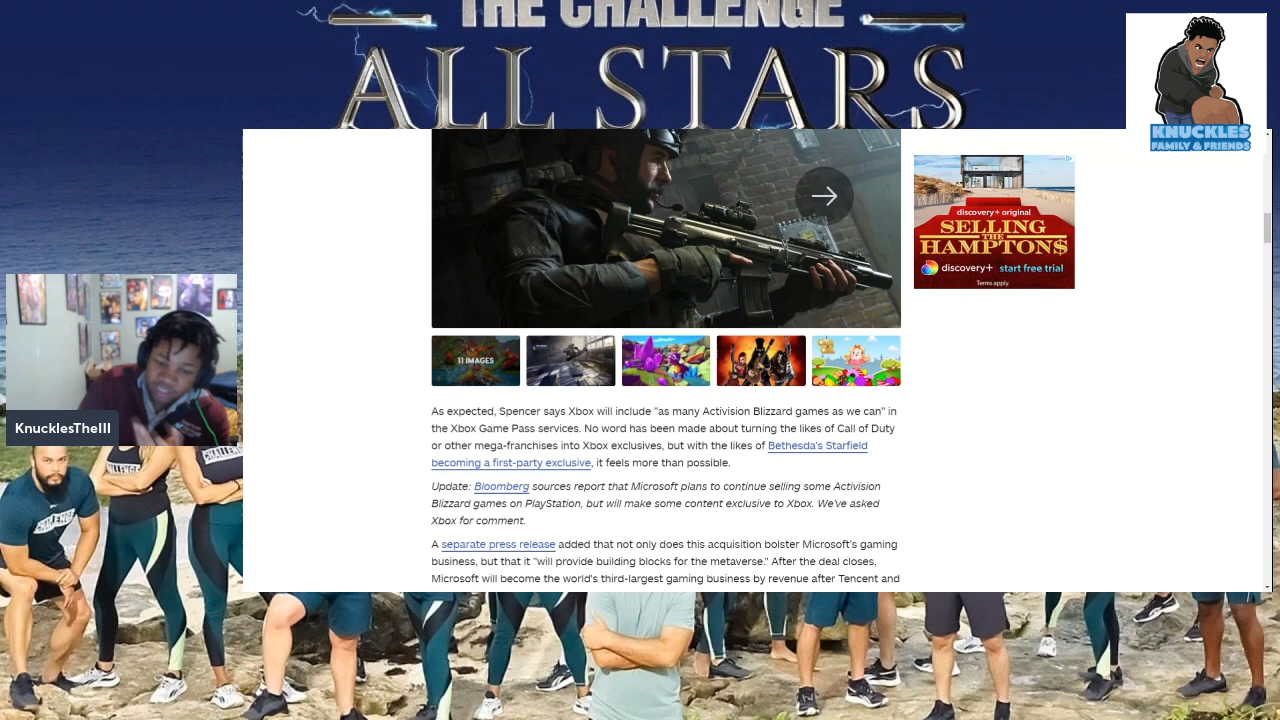 THE CHALLENGE
ALL STARS
KNUCKLES
FAMILY & FRIENDS
discovery+ original
SELLING
THE
HAMPTON$
discovery+ start free trial
Terms apply.
11 IMAGES
As expected, Spencer says Xbox will include "as many Activision Blizzard games as we can" in
the Xbox Game Pass services. No word has been made about turning the likes of Call of Duty
or other mega-franchises into Xbox exclusives, but with the likes of Bethesda's Starfield
becoming a first-party exclusive, it feels more than possible.
Update: Bloomberg sources report that Microsoft plans to continue selling some Activision
Blizzard games on PlayStation, but will make some content exclusive to Xbox. We've asked
Xbox for comment.
A separate press release added that not only does this acquisition bolster Microsoft's gaming
business, but that it "will provide building blocks for the metaverse." After the deal closes,
Microsoft will become the world's third-largest gaming business by revenue after Tencent and
KnucklesTheIII
CHALLENGE